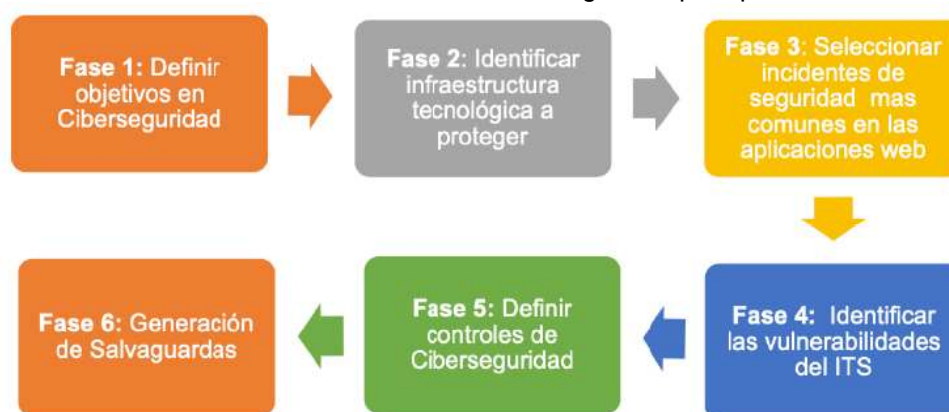 Fase 1: Definir
objetivos en
Ciberseguridad
Fase 2: Identificar
infraestructura
tecnológica a
proteger
Fase 3: Seleccionar
incidentes de
seguridad mas
comunes en las
aplicaciones web
Fase 4: Identificar
las vulnerabilidades
del ITS
Fase 5: Definir
controles de
Ciberseguridad
Fase 6: Generación
de Salvaguardas